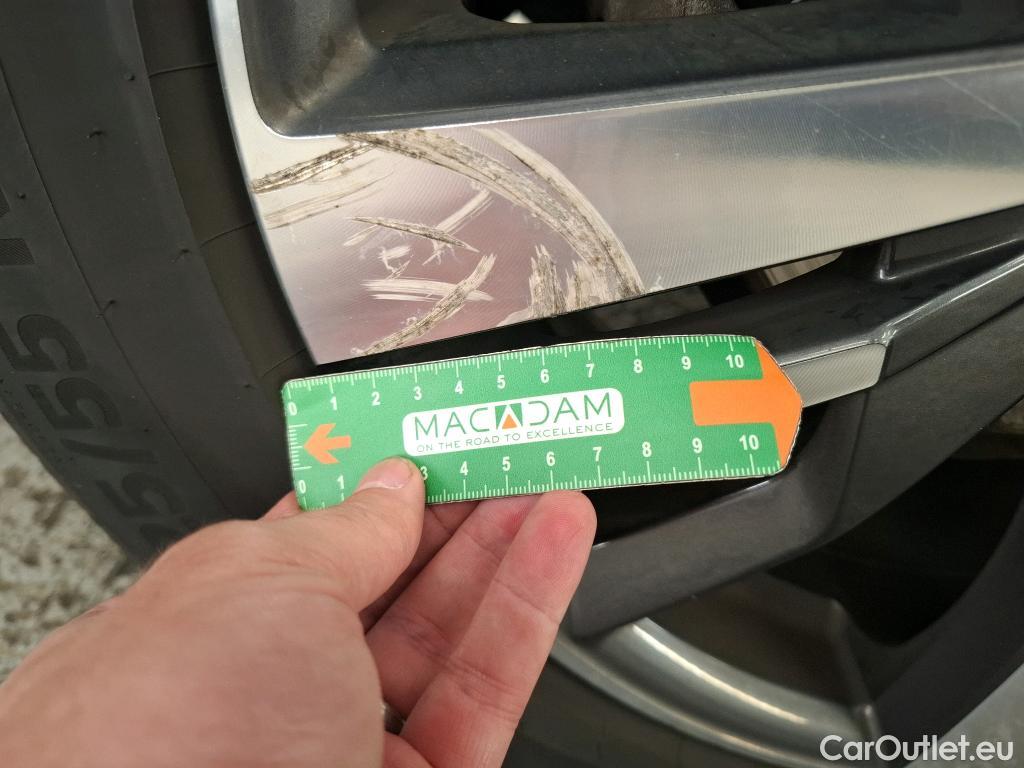 0 1 2 3 4 5 6 7 8 9 10
MACADAM
ON THE ROAD TO EXCELLENCE
0 1 3 4 5 6 7 8 9 10
CarOutlet.eu